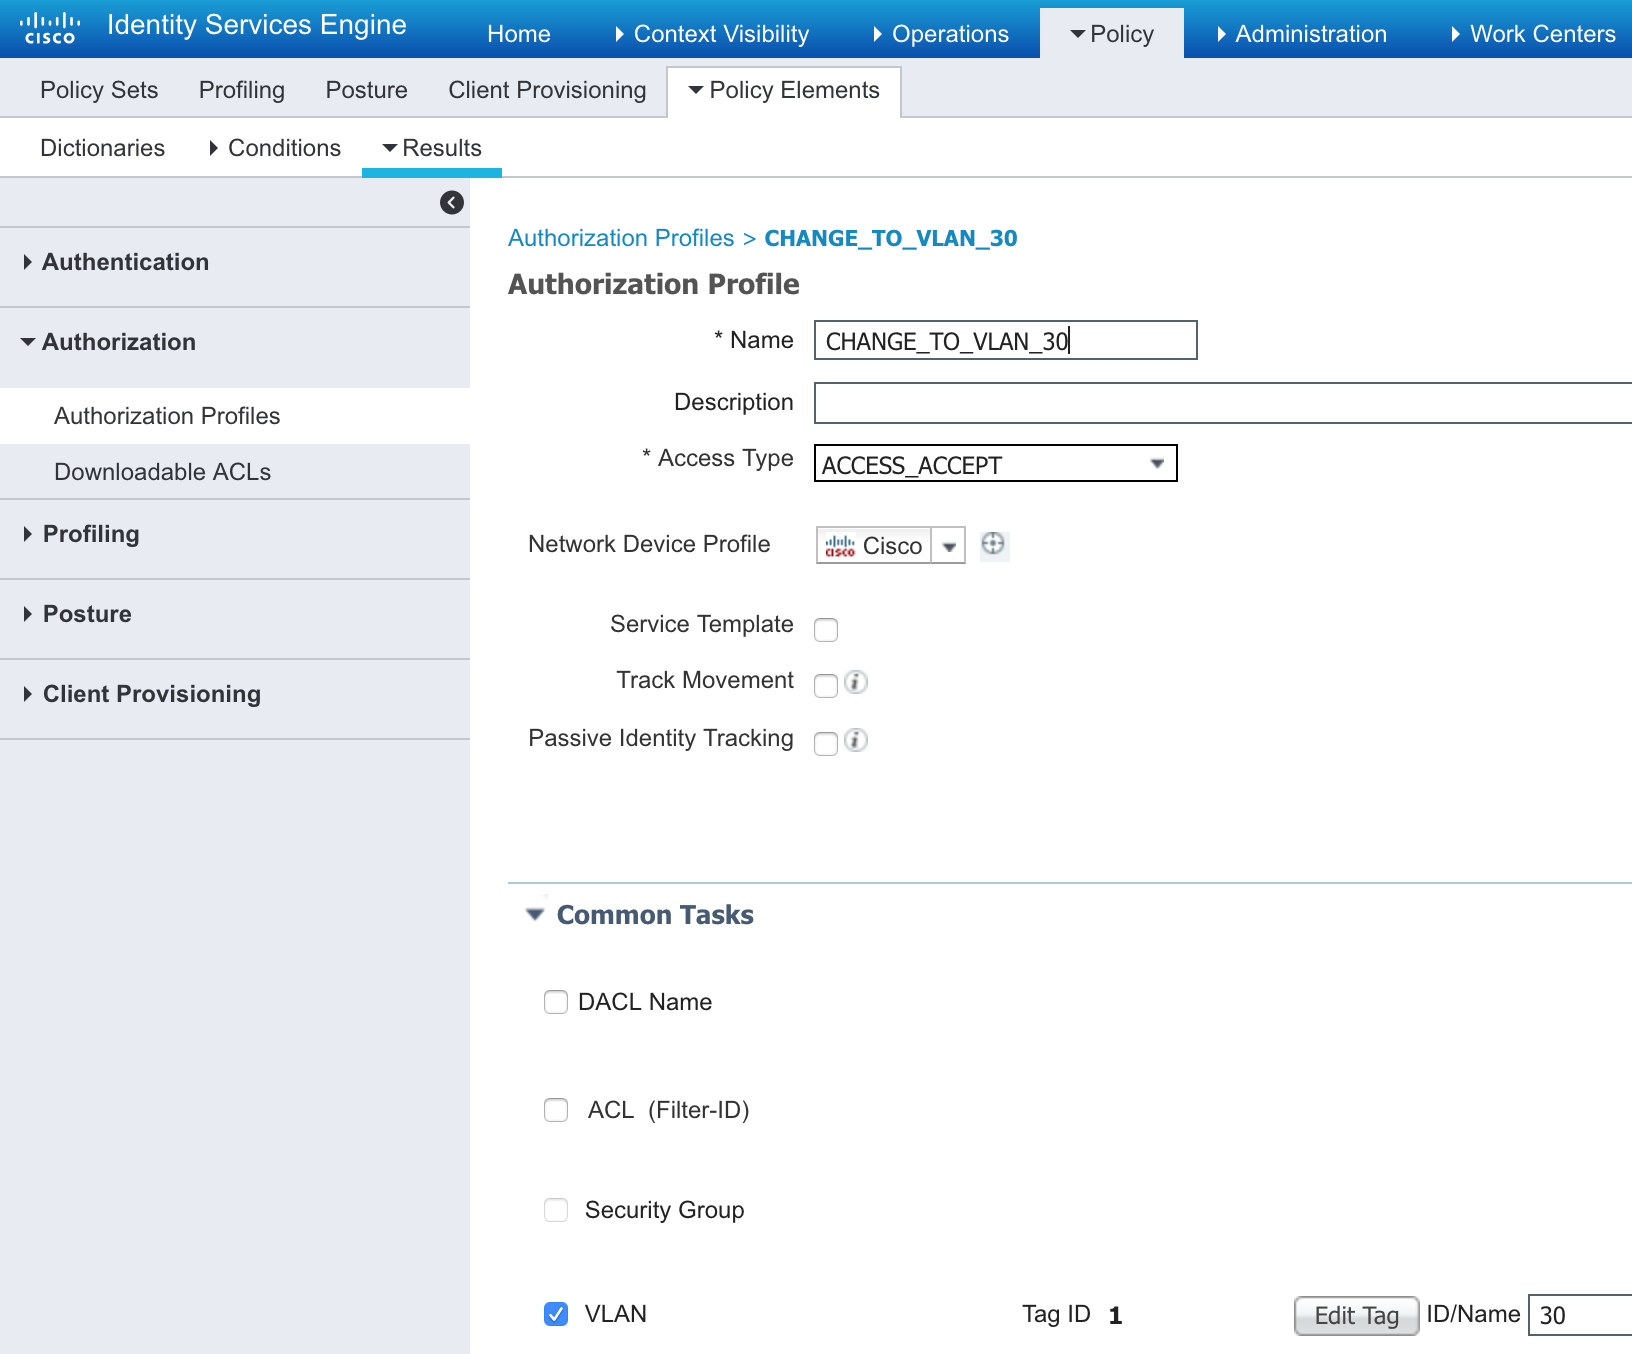 cisco Identity Services Engine Home Context Visibility Operations Policy Administration Work Centers
Policy Sets Profiling Posture Client Provisioning Policy Elements
Dictionaries Conditions Results
Authentication
Authorization
Authorization Profiles
Downloadable ACLs
Profiling
Posture
Client Provisioning
Authorization Profiles > CHANGE_TO_VLAN_30
Authorization Profile
* Name CHANGE_TO_VLAN_30
Description
* Access Type ACCESS_ACCEPT
Network Device Profile cisco Cisco
Service Template
Track Movement i
Passive Identity Tracking i
Common Tasks
DACL Name
ACL (Filter-ID)
Security Group
VLAN Tag ID 1 Edit Tag ID/Name 30